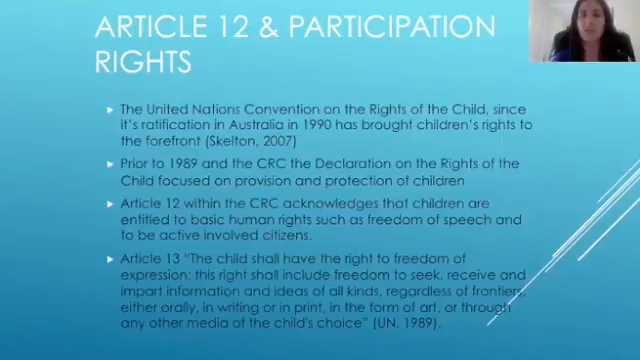 ARTICLE 12 & PARTICIPATION
RIGHTS
The United Nations Convention on the Rights of the Child, since
it's ratification in Australia in 1990 has brought children's rights to
the forefront (Skelton, 2007)
Prior to 1989 and the CRC the Declaration on the Rights of the
Child focused on provision and protection of children
Article 12 within the CRC acknowledges that children are
entitled to basic human rights such as freedom of speech and
to be active involved citizens.
Article 13 “The child shall have the right to freedom of
expression; this right shall include freedom to seek, receive and
impart information and ideas of all kinds, regardless of frontiers,
either orally, in writing or in print, in the form of art, or through
any other media of the child's choice” (UN, 1989).